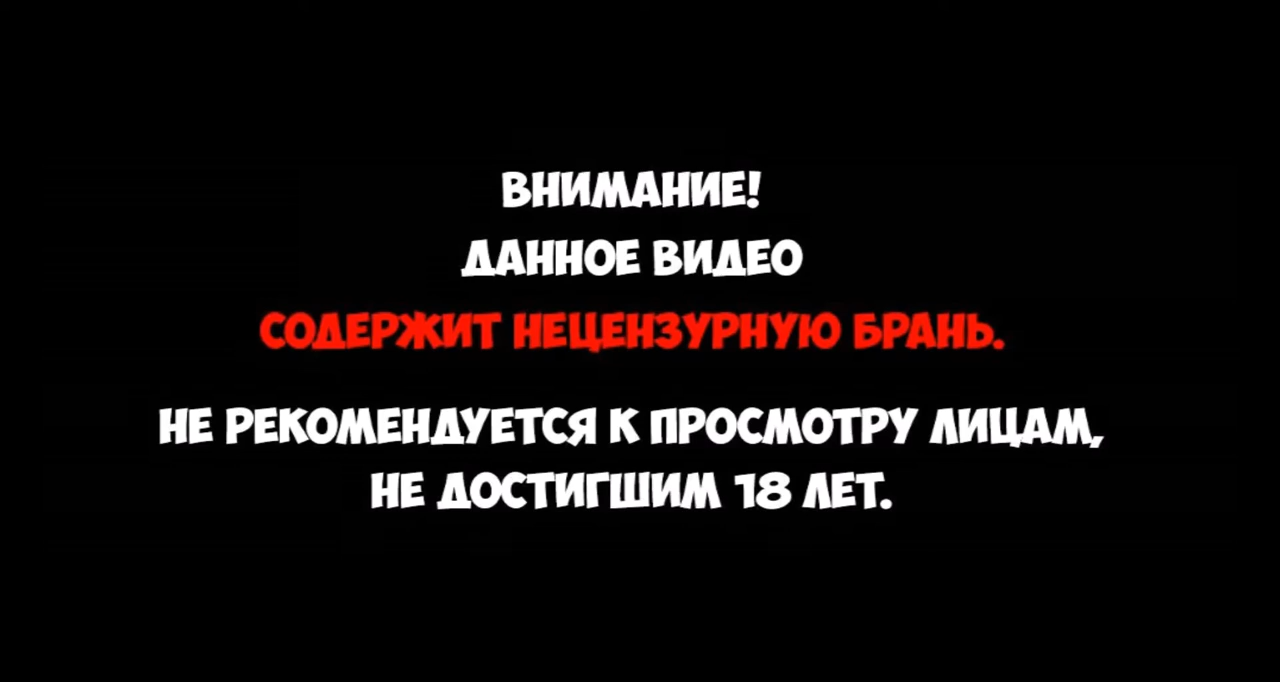 ВНИМАНИЕ!
ДАННОЕ ВИДЕО
СОДЕРЖИТ НЕЦЕНЗУРНУЮ БРАНЬ.
НЕ РЕКОМЕНДУЕТСЯ К ПРОСМОТРУ ЛИЦАМ,
НЕ ДОСТИГШИМ 18 ЛЕТ.